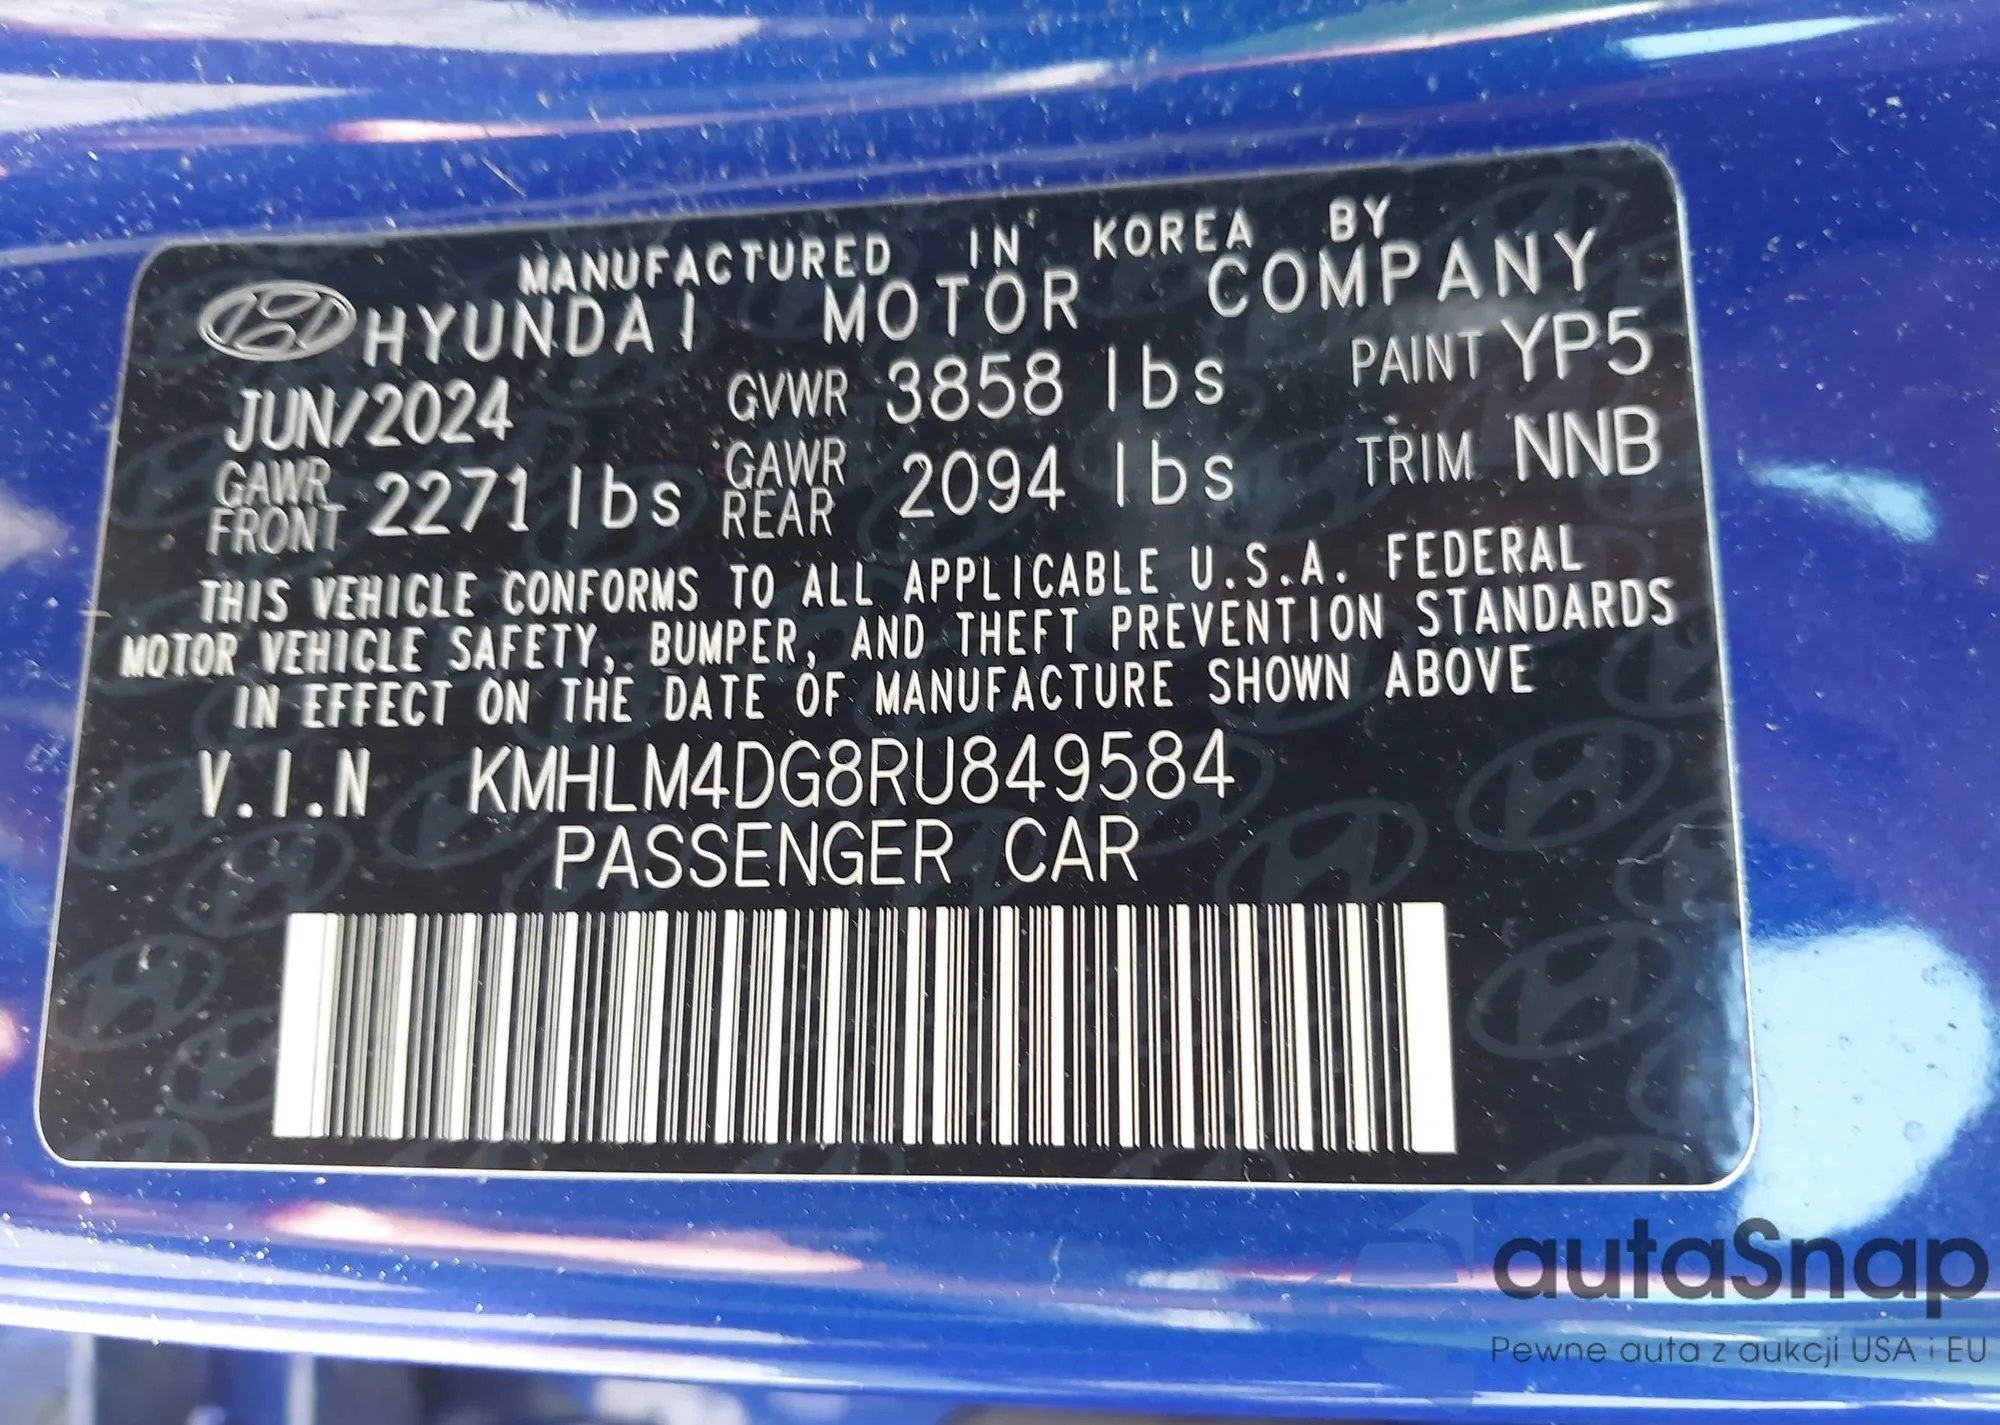 MANUFACTURED IN KOREA BY
HYUNDAI MOTOR COMPANY
JUN/2024 GVWR 3858 lbs PAINT YP5
GAWR FRONT 2271 lbs GAWR REAR 2094 lbs TRIM NNB
THIS VEHICLE CONFORMS TO ALL APPLICABLE U.S.A. FEDERAL
MOTOR VEHICLE SAFETY, BUMPER, AND THEFT PREVENTION STANDARDS
IN EFFECT ON THE DATE OF MANUFACTURE SHOWN ABOVE
V.I.N KMHLM4DG8RU849584
PASSENGER CAR
autaSnap
Pewne auta z aukcji USA i EU